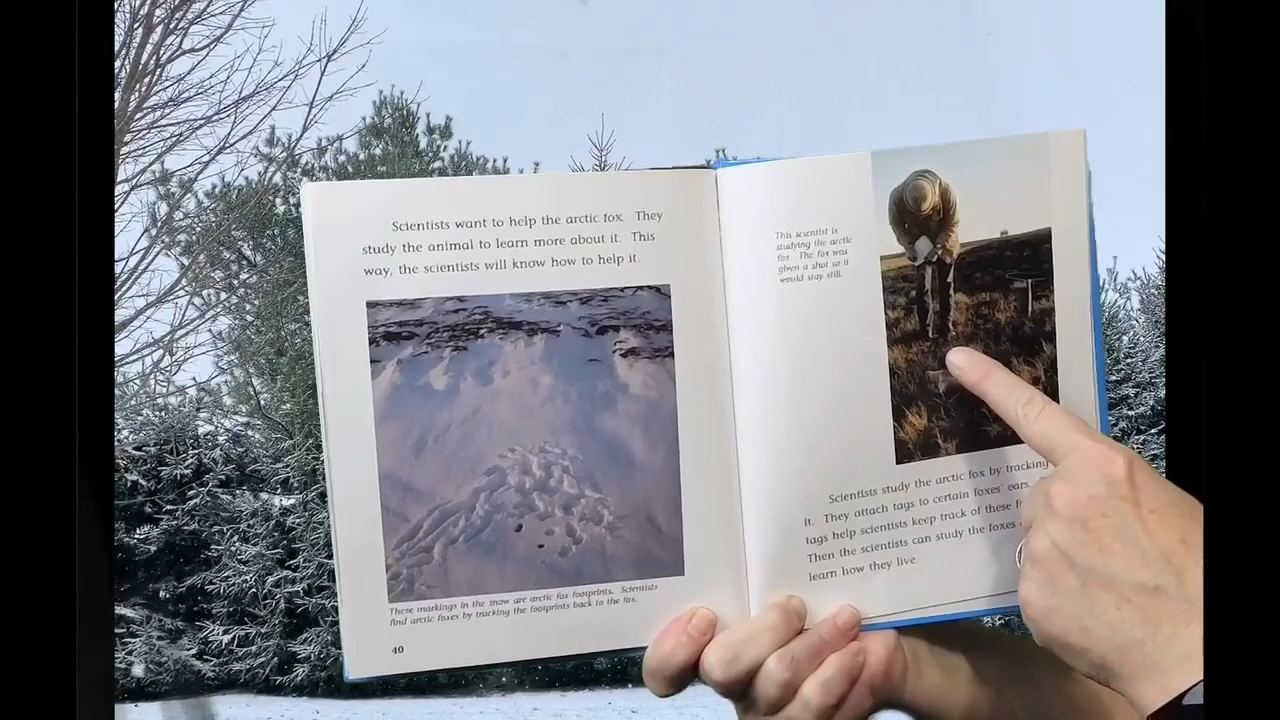 Scientists want to help the arctic fox. They
study the animal to learn more about it. This
way, the scientists will know how to help it.
These markings in the snow are arctic fox footprints. Scientists
find arctic foxes by tracking the footprints back to the fox.
40
This scientist is
studying the arctic
fox. The fox was
given a shot so it
would stay still.
Scientists study the arctic fox by tracking
it. They attach tags to certain foxes' ears.
tags help scientists keep track of these
Then the scientists can study the foxes
learn how they live.